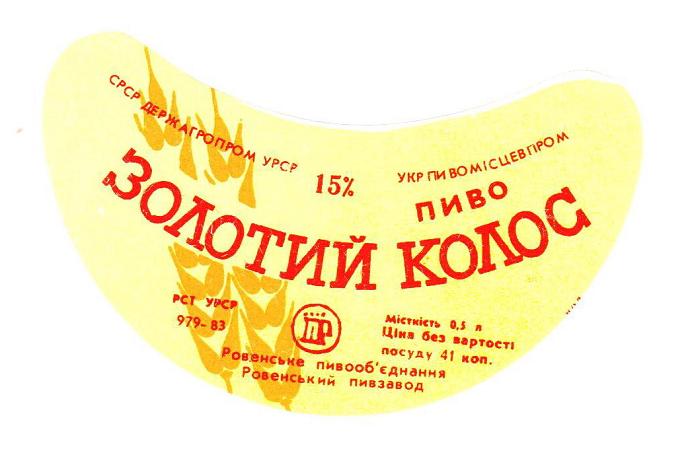 СРСР ДЕРЖАГРОПРОМ УРСР
15%
УКРПИВОМІСЦЕВПРОМ
ПИВО
ЗОЛОТИЙ КОЛОС
РСТ УРСР
979-83
ПР
Місткість 0,5 л
Ціна без вартості
посуду 41 коп.
Ровенське пивооб'єднання
Ровенський пивзавод